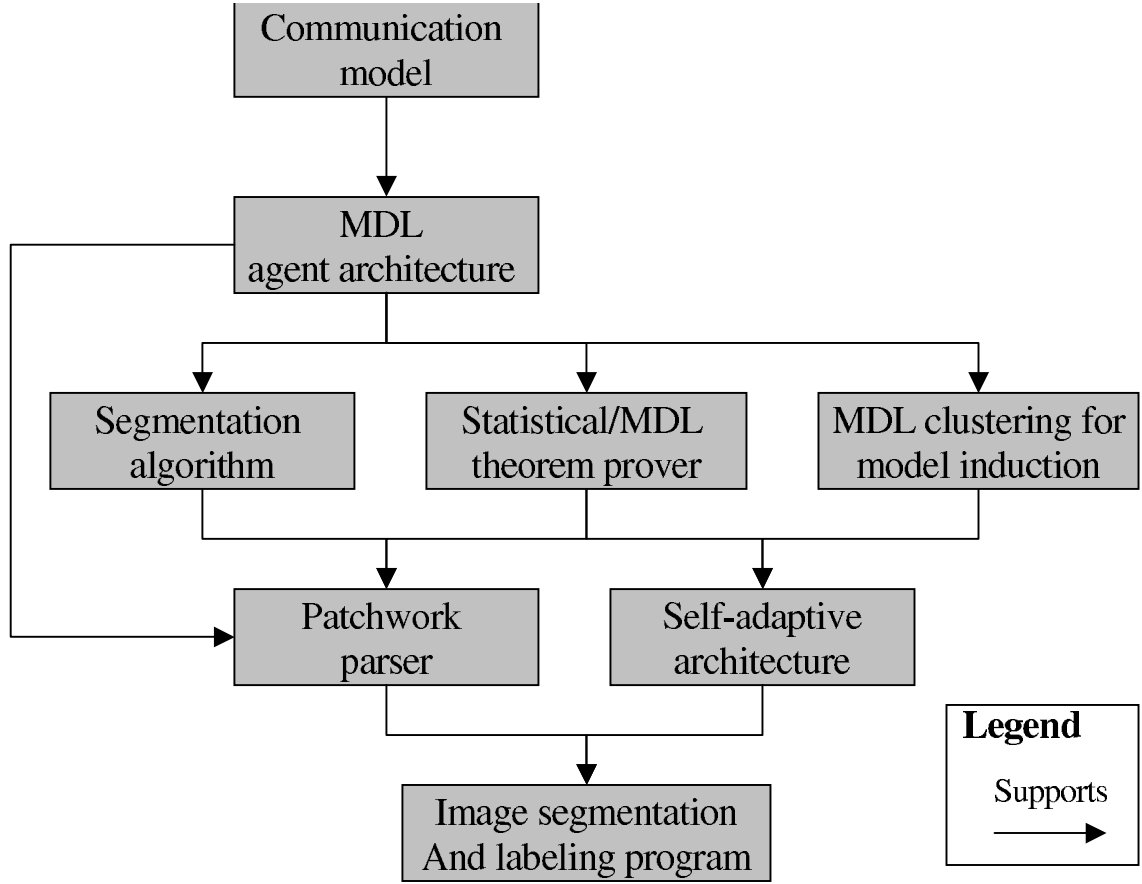 Communication
model
MDL
agent architecture
Segmentation
algorithm
Statistical/MDL
theorem prover
MDL clustering for
model induction
Patchwork
parser
Self-adaptive
architecture
Legend
Supports
Image segmentation
And labeling program